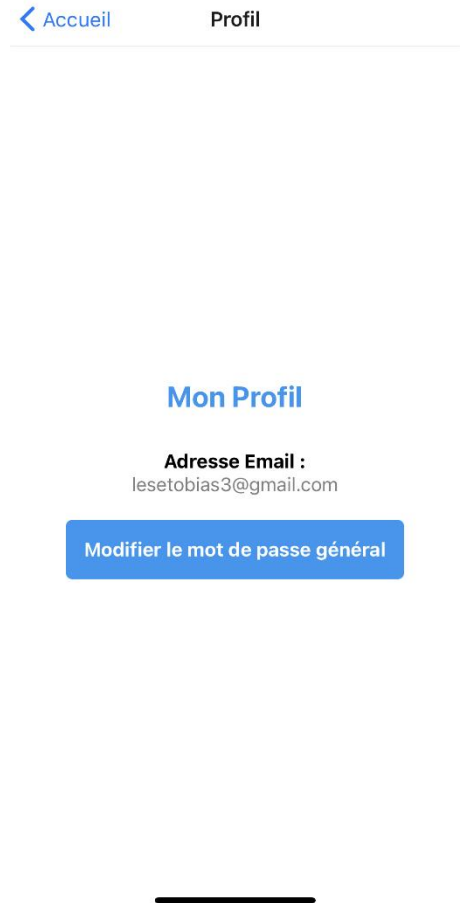 Accueil
Profil
Mon Profil
Adresse Email :
lesetobias3@gmail.com
Modifier le mot de passe général